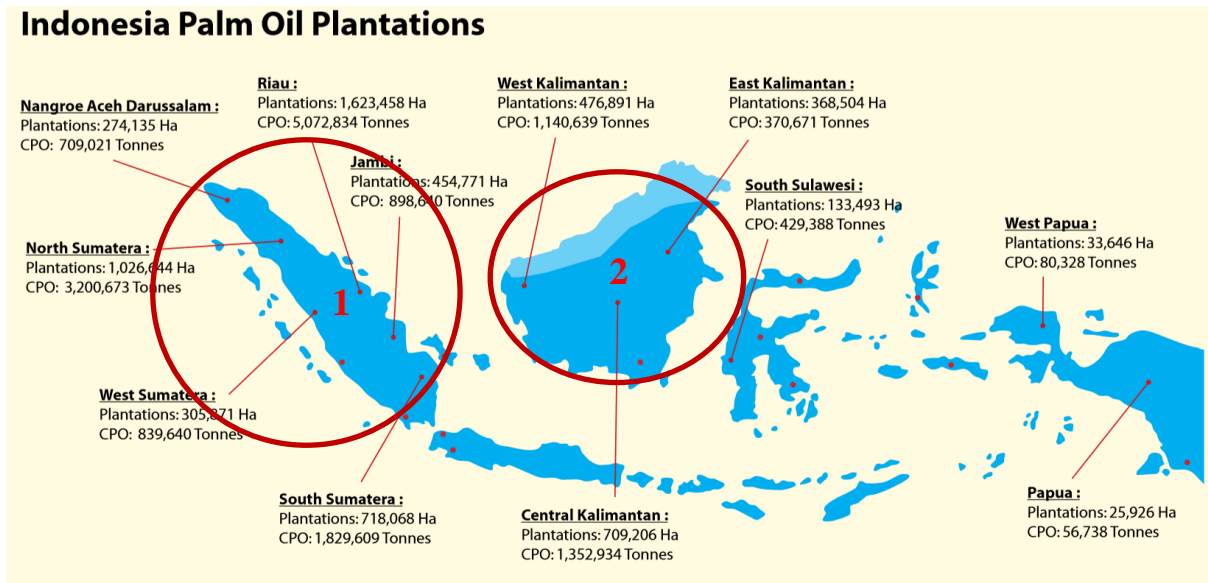 Indonesia Palm Oil Plantations
Nangroe Aceh Darussalam :
Plantations: 274,135 Ha
CPO: 709,021 Tonnes
Riau :
Plantations: 1,623,458 Ha
CPO: 5,072,834 Tonnes
Jambi :
Plantations: 454,771 Ha
CPO: 898,640 Tonnes
West Kalimantan :
Plantations: 476,891 Ha
CPO: 1,140,639 Tonnes
East Kalimantan :
Plantations: 368,504 Ha
CPO: 370,671 Tonnes
South Sulawesi :
Plantations: 133,493 Ha
CPO: 429,388 Tonnes
West Papua :
Plantations: 33,646 Ha
CPO: 80,328 Tonnes
North Sumatera :
Plantations: 1,026,644 Ha
CPO: 3,200,673 Tonnes
1
2
West Sumatera :
Plantations: 305,871 Ha
CPO: 839,640 Tonnes
South Sumatera :
Plantations: 718,068 Ha
CPO: 1,829,609 Tonnes
Central Kalimantan :
Plantations: 709,206 Ha
CPO: 1,352,934 Tonnes
Papua :
Plantations: 25,926 Ha
CPO: 56,738 Tonnes